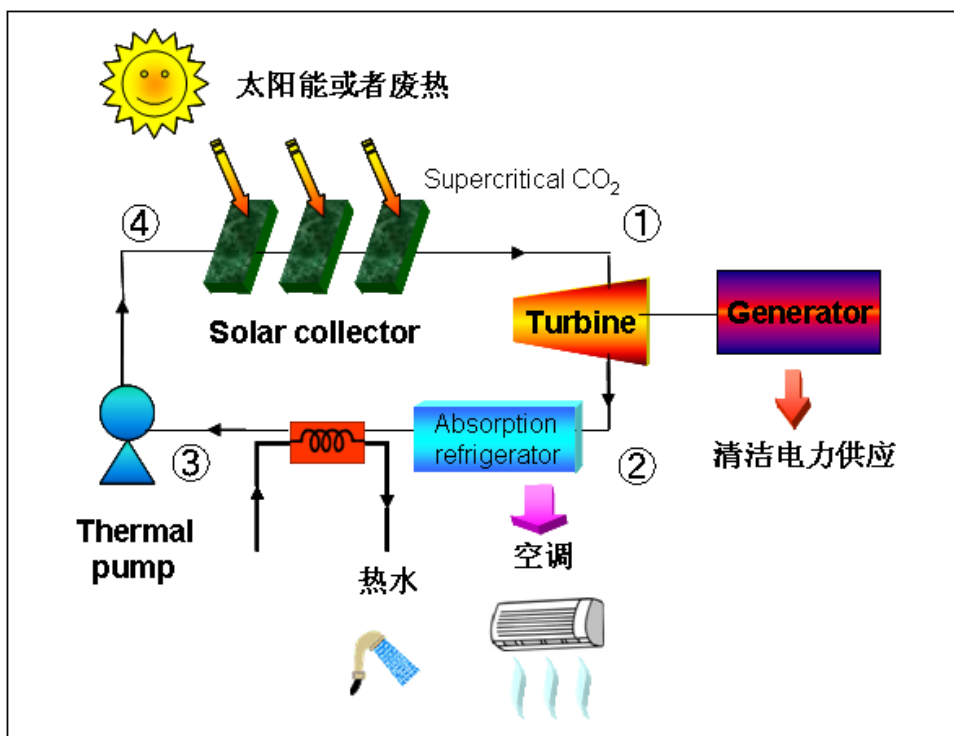 太阳能或者废热
Supercritical CO₂
④
①
Solar collector
Turbine
Generator
Absorption
refrigerator
③
②
清洁电力供应
Thermal
pump
热水
空调